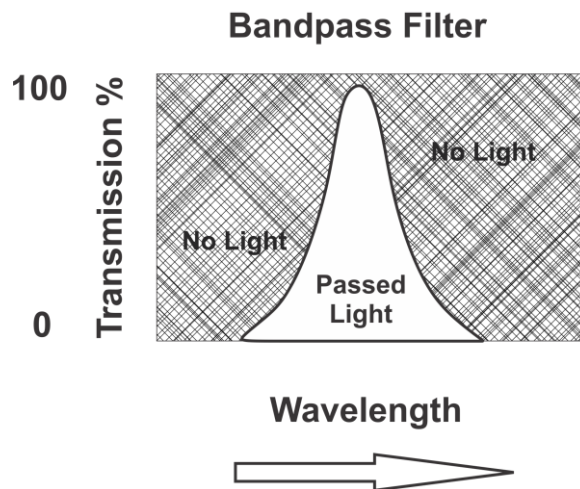 Bandpass Filter
100
Transmission %
No Light
No Light
Passed
Light
0
Wavelength